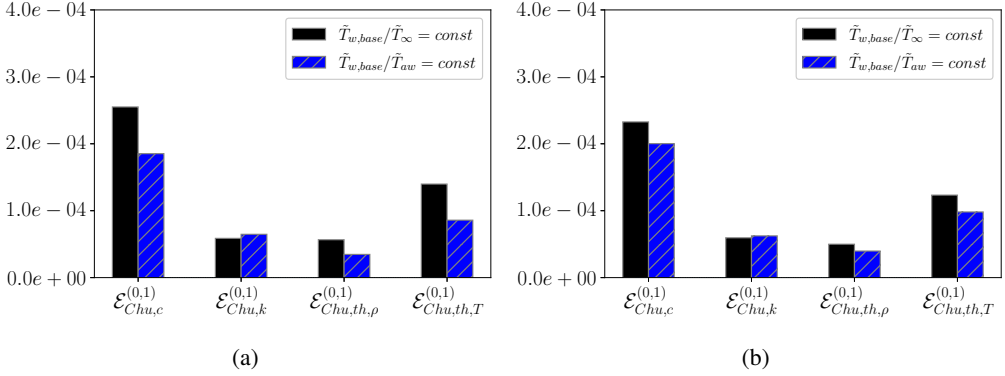 4.0e − 04
3.0e − 04
2.0e − 04
1.0e − 04
0.0e + 00
T̃_{w,base}/T̃_∞ = const
T̃_{w,base}/T̃_{aw} = const
ℰ^{(0,1)}_{Chu,c} ℰ^{(0,1)}_{Chu,k} ℰ^{(0,1)}_{Chu,th,ρ} ℰ^{(0,1)}_{Chu,th,T}
(a)
4.0e − 04
3.0e − 04
2.0e − 04
1.0e − 04
0.0e + 00
T̃_{w,base}/T̃_∞ = const
T̃_{w,base}/T̃_{aw} = const
ℰ^{(0,1)}_{Chu,c} ℰ^{(0,1)}_{Chu,k} ℰ^{(0,1)}_{Chu,th,ρ} ℰ^{(0,1)}_{Chu,th,T}
(b)